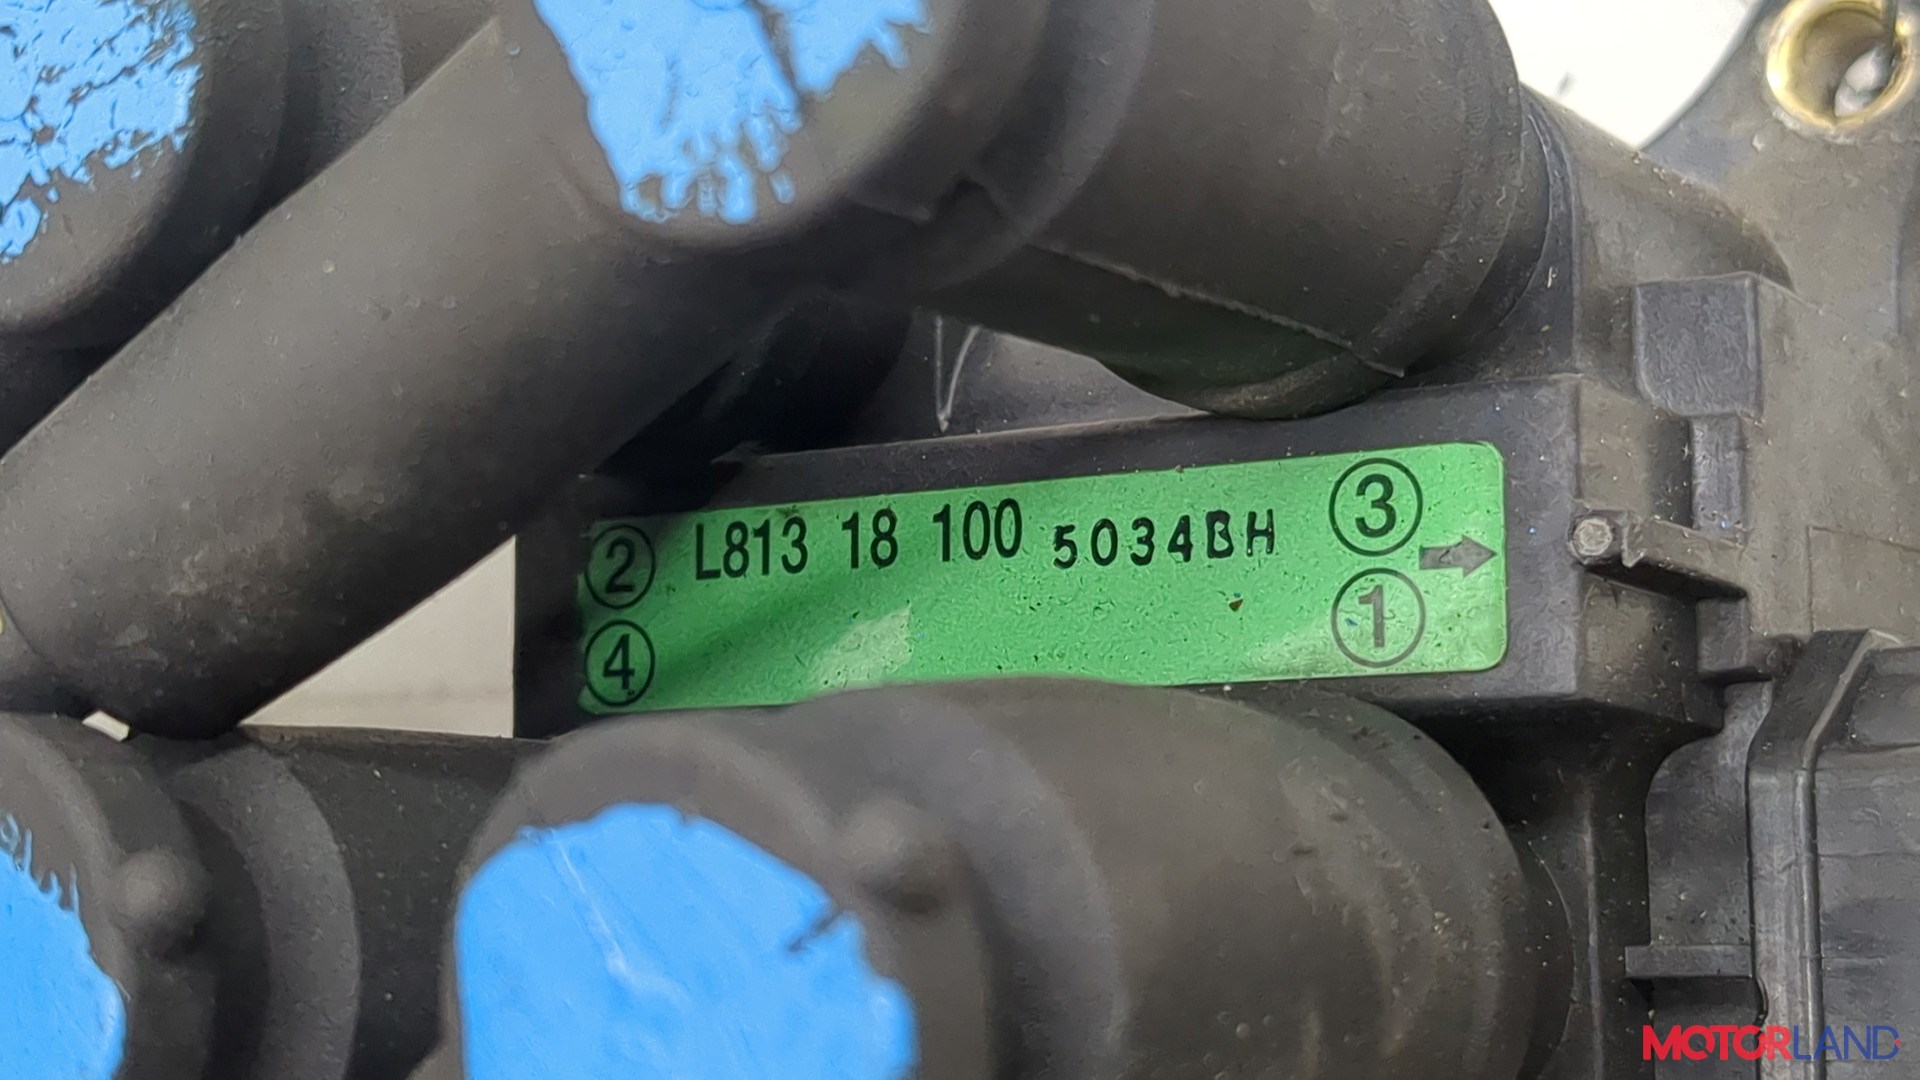 ② L813 18 100 5034BH ③
④ ①
MOTORLAND